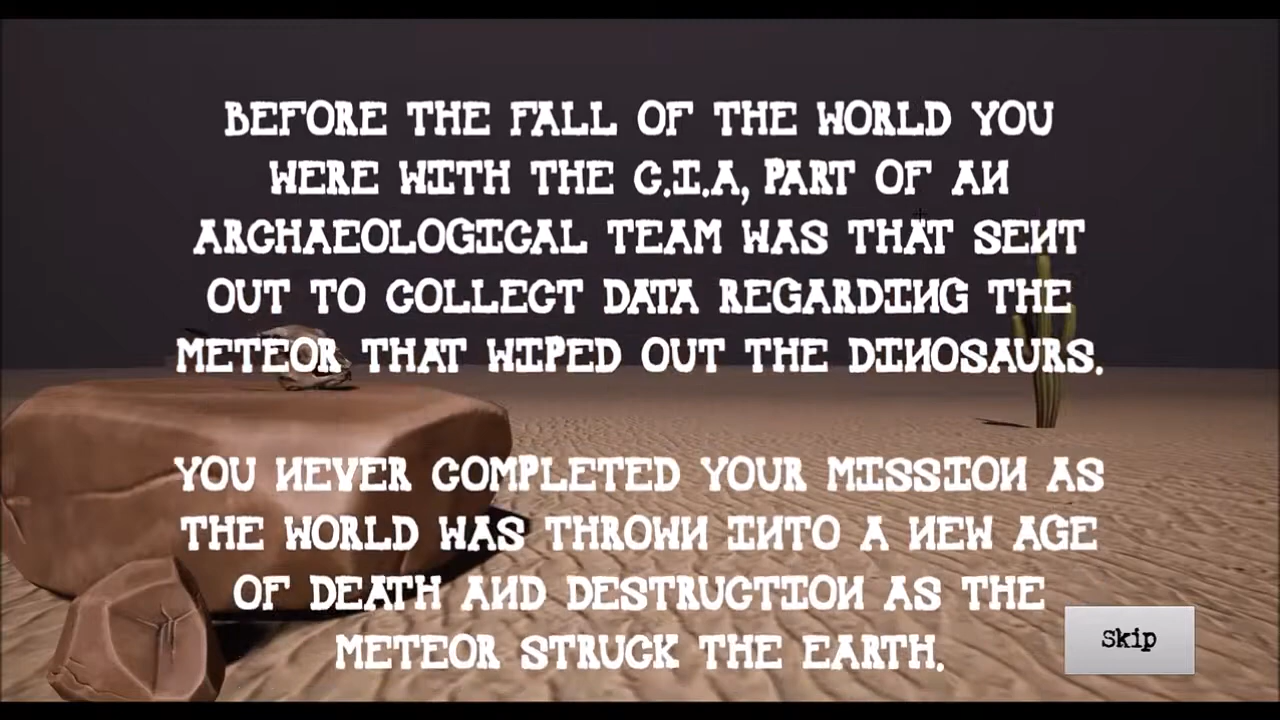 BEFORE THE FALL OF THE WORLD YOU
WERE WITH THE C.I.A, PART OF AN
ARCHAEOLOGICAL TEAM WAS THAT SENT
OUT TO COLLECT DATA REGARDING THE
METEOR THAT WIPED OUT THE DINOSAURS.
YOU NEVER COMPLETED YOUR MISSION AS
THE WORLD WAS THROWN INTO A NEW AGE
OF DEATH AND DESTRUCTION AS THE
METEOR STRUCK THE EARTH.
Skip